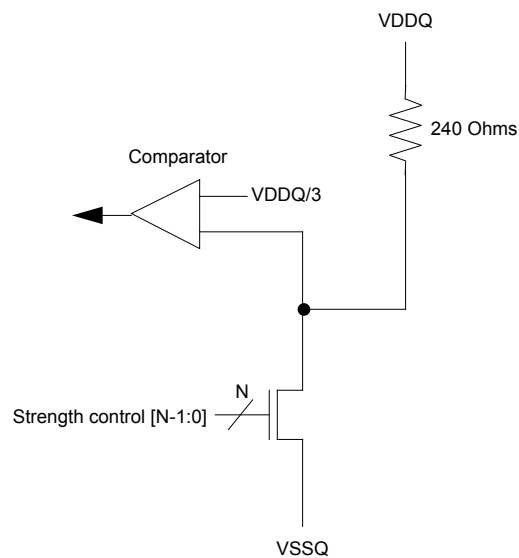 VDDQ
240 Ohms
Comparator
VDDQ/3
N
Strength control [N-1:0]
VSSQ